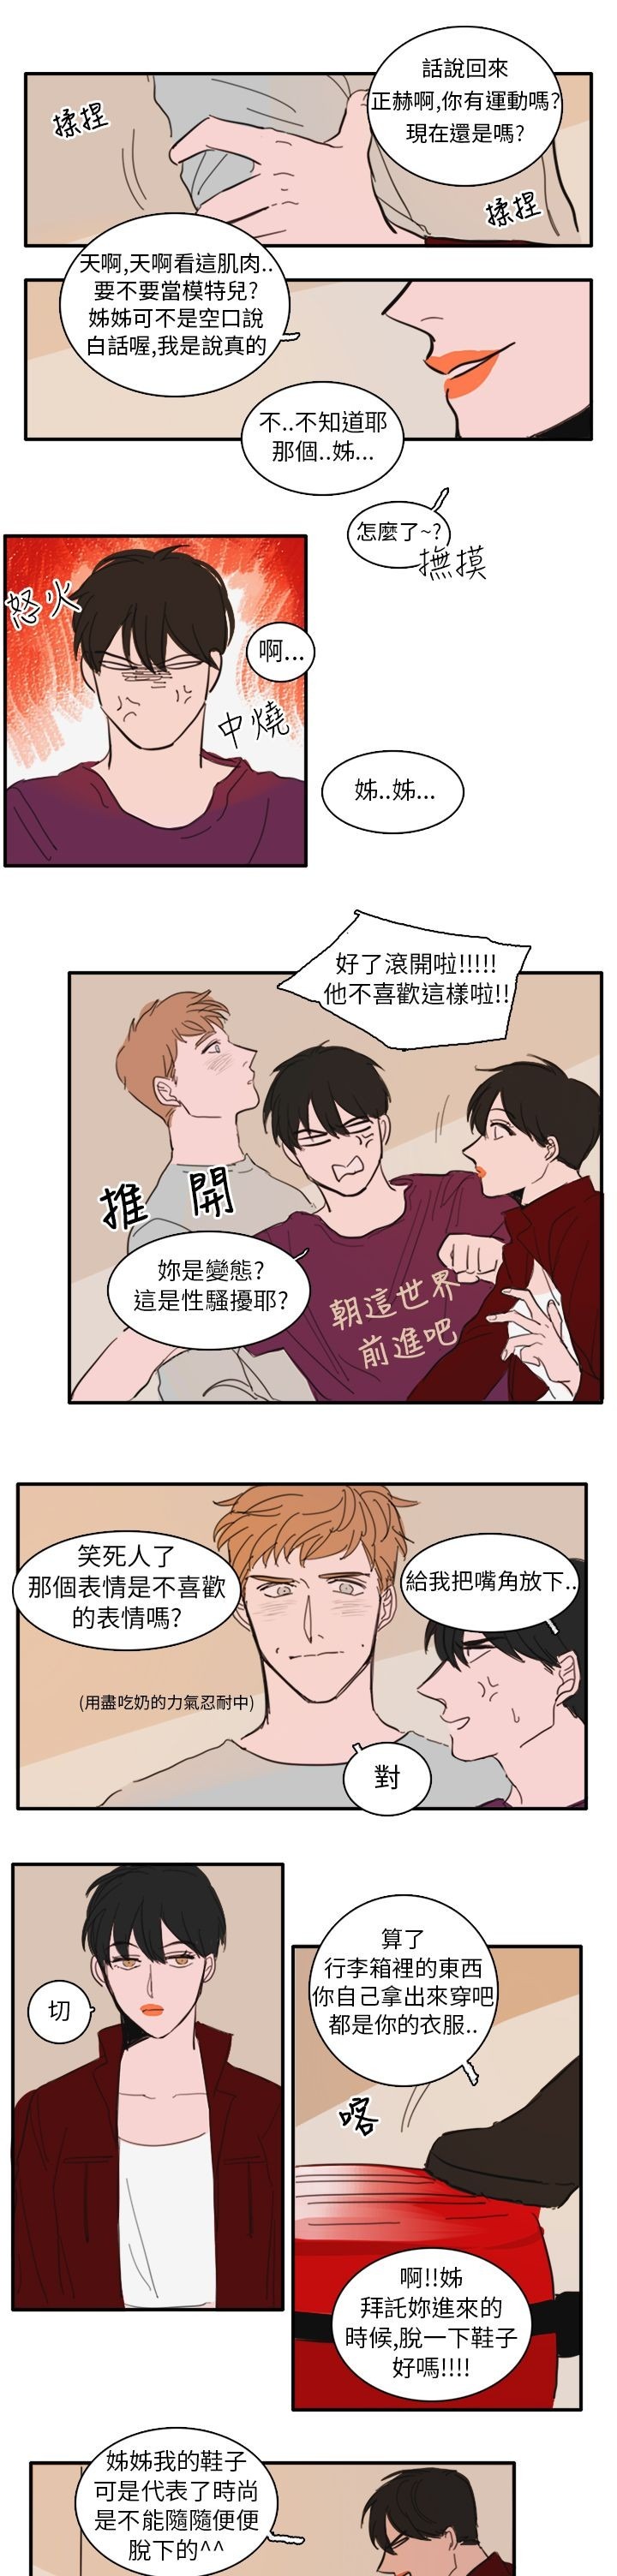 話說回來
正赫啊,你有運動嗎?
現在還是嗎?
揉捏
揉捏
天啊,天啊看這肌肉..
要不要當模特兒?
姊姊可不是空口說
白話喔,我是說真的
不..不知道耶
那個..姊...
怎麼了~?
撫摸
怒火
中燒
啊...
姊..姊...
好了滾開啦!!!!!
他不喜歡這樣啦!!
推開
妳是變態?
這是性騷擾耶?
朝這世界
前進吧
笑死人了
那個表情是不喜歡
的表情嗎?
給我把嘴角放下..
(用盡吃奶的力氣忍耐中)
對
切
算了
行李箱裡的東西
你自己拿出來穿吧
都是你的衣服..
喀
啊!!姊
拜託妳進來的
時候,脫一下鞋子
好嗎!!!!
姊姊我的鞋子
可是代表了時尚
是不能隨隨便便
脫下的^^